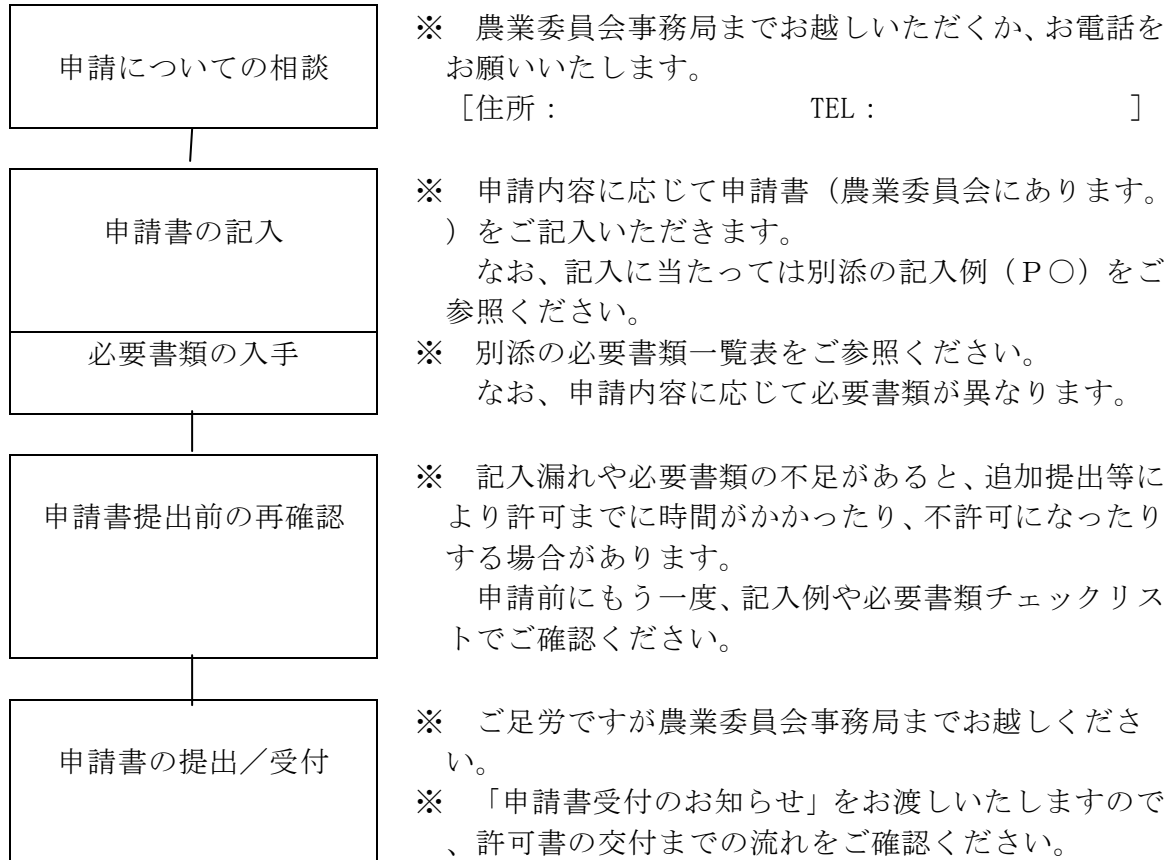 申請についての相談
※　農業委員会事務局までお越しいただくか、お電話を
お願いいたします。
［住所：　　　　　　　　TEL：　　　　　　　　］
申請書の記入
※　申請内容に応じて申請書（農業委員会にあります。
）をご記入いただきます。
なお、記入に当たっては別添の記入例（Ｐ○）をご
参照ください。
必要書類の入手
※　別添の必要書類一覧表をご参照ください。
なお、申請内容に応じて必要書類が異なります。
申請書提出前の再確認
※　記入漏れや必要書類の不足があると、追加提出等に
より許可までに時間がかかったり、不許可になったり
する場合があります。
申請前にもう一度、記入例や必要書類チェックリス
トでご確認ください。
申請書の提出／受付
※　ご足労ですが農業委員会事務局までお越しくださ
い。
※　「申請書受付のお知らせ」をお渡しいたしますので
、許可書の交付までの流れをご確認ください。